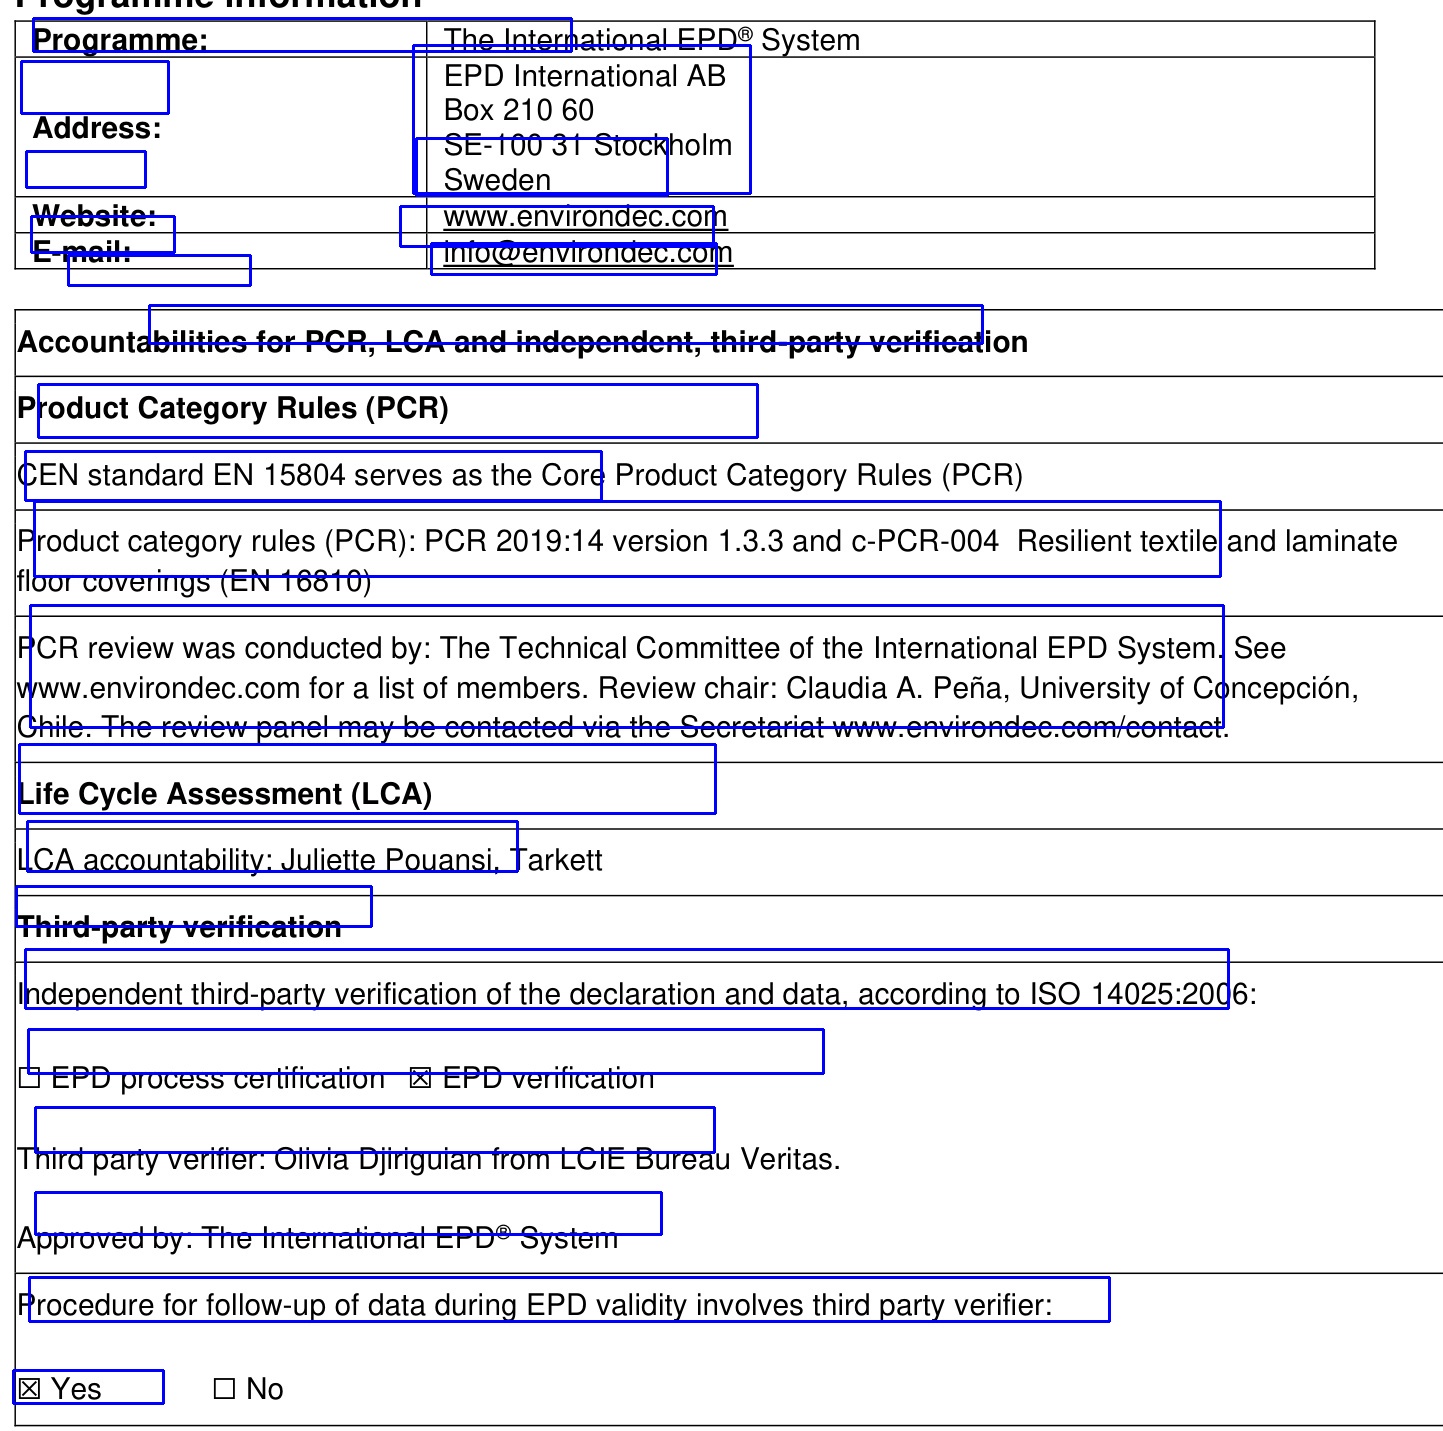 Programme Information
Programme: The International EPD® System
Address: EPD International AB
Box 210 60
SE-100 31 Stockholm
Sweden
Website: www.environdec.com
E-mail: info@environdec.com
Accountabilities for PCR, LCA and independent, third-party verification
Product Category Rules (PCR)
CEN standard EN 15804 serves as the Core Product Category Rules (PCR)
Product category rules (PCR): PCR 2019:14 version 1.3.3 and c-PCR-004  Resilient textile and laminate
floor coverings (EN 16810)
PCR review was conducted by: The Technical Committee of the International EPD System. See
www.environdec.com for a list of members. Review chair: Claudia A. Peña, University of Concepción,
Chile. The review panel may be contacted via the Secretariat www.environdec.com/contact.
Life Cycle Assessment (LCA)
LCA accountability: Juliette Pouansi, Tarkett
Third-party verification
Independent third-party verification of the declaration and data, according to ISO 14025:2006:
☐ EPD process certification ☒ EPD verification
Third party verifier: Olivia Djiriguian from LCIE Bureau Veritas.
Approved by: The International EPD® System
Procedure for follow-up of data during EPD validity involves third party verifier:
☒ Yes ☐ No